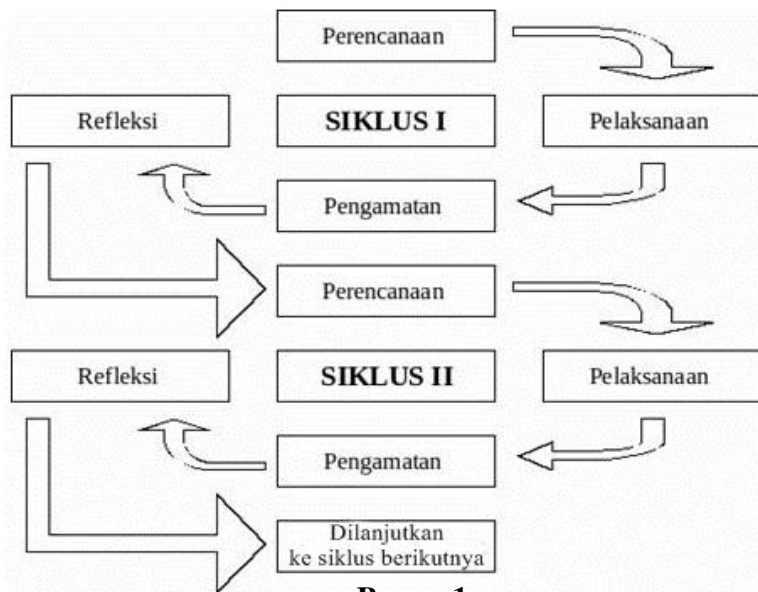 Perencanaan
Refleksi
SIKLUS I
Pelaksanaan
Pengamatan
Perencanaan
Refleksi
SIKLUS II
Pelaksanaan
Pengamatan
Dilanjutkan
ke siklus berikutnya